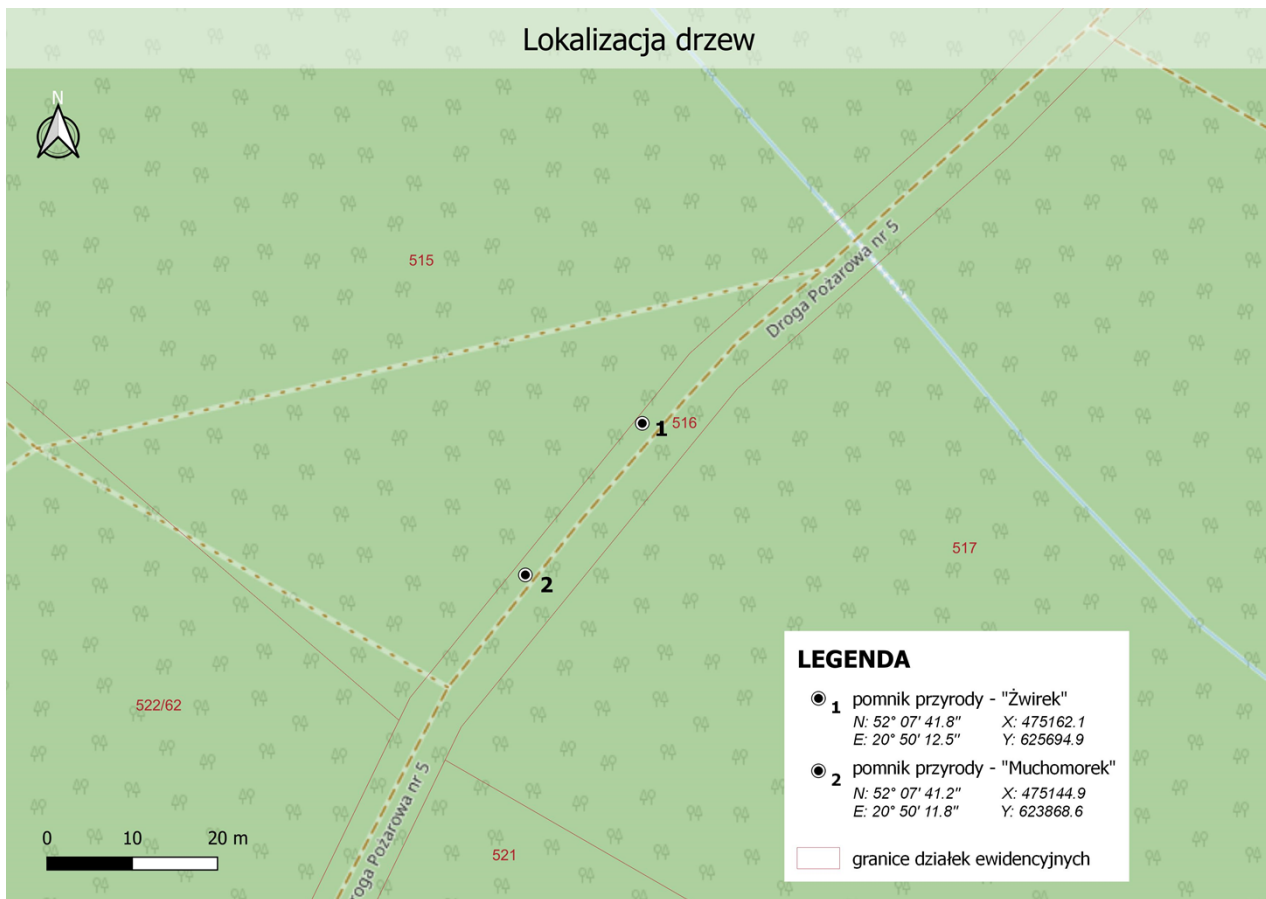 Lokalizacja drzew
N
515
Droga Pożarowa nr 5
1
516
517
2
522/62
Droga Pożarowa nr 5
521
0 10 20 m
LEGENDA
1 pomnik przyrody - "Żwirek"
N: 52° 07' 41.8" X: 475162.1
E: 20° 50' 12.5" Y: 625694.9
2 pomnik przyrody - "Muchomorek"
N: 52° 07' 41.2" X: 475144.9
E: 20° 50' 11.8" Y: 623868.6
granice działek ewidencyjnych